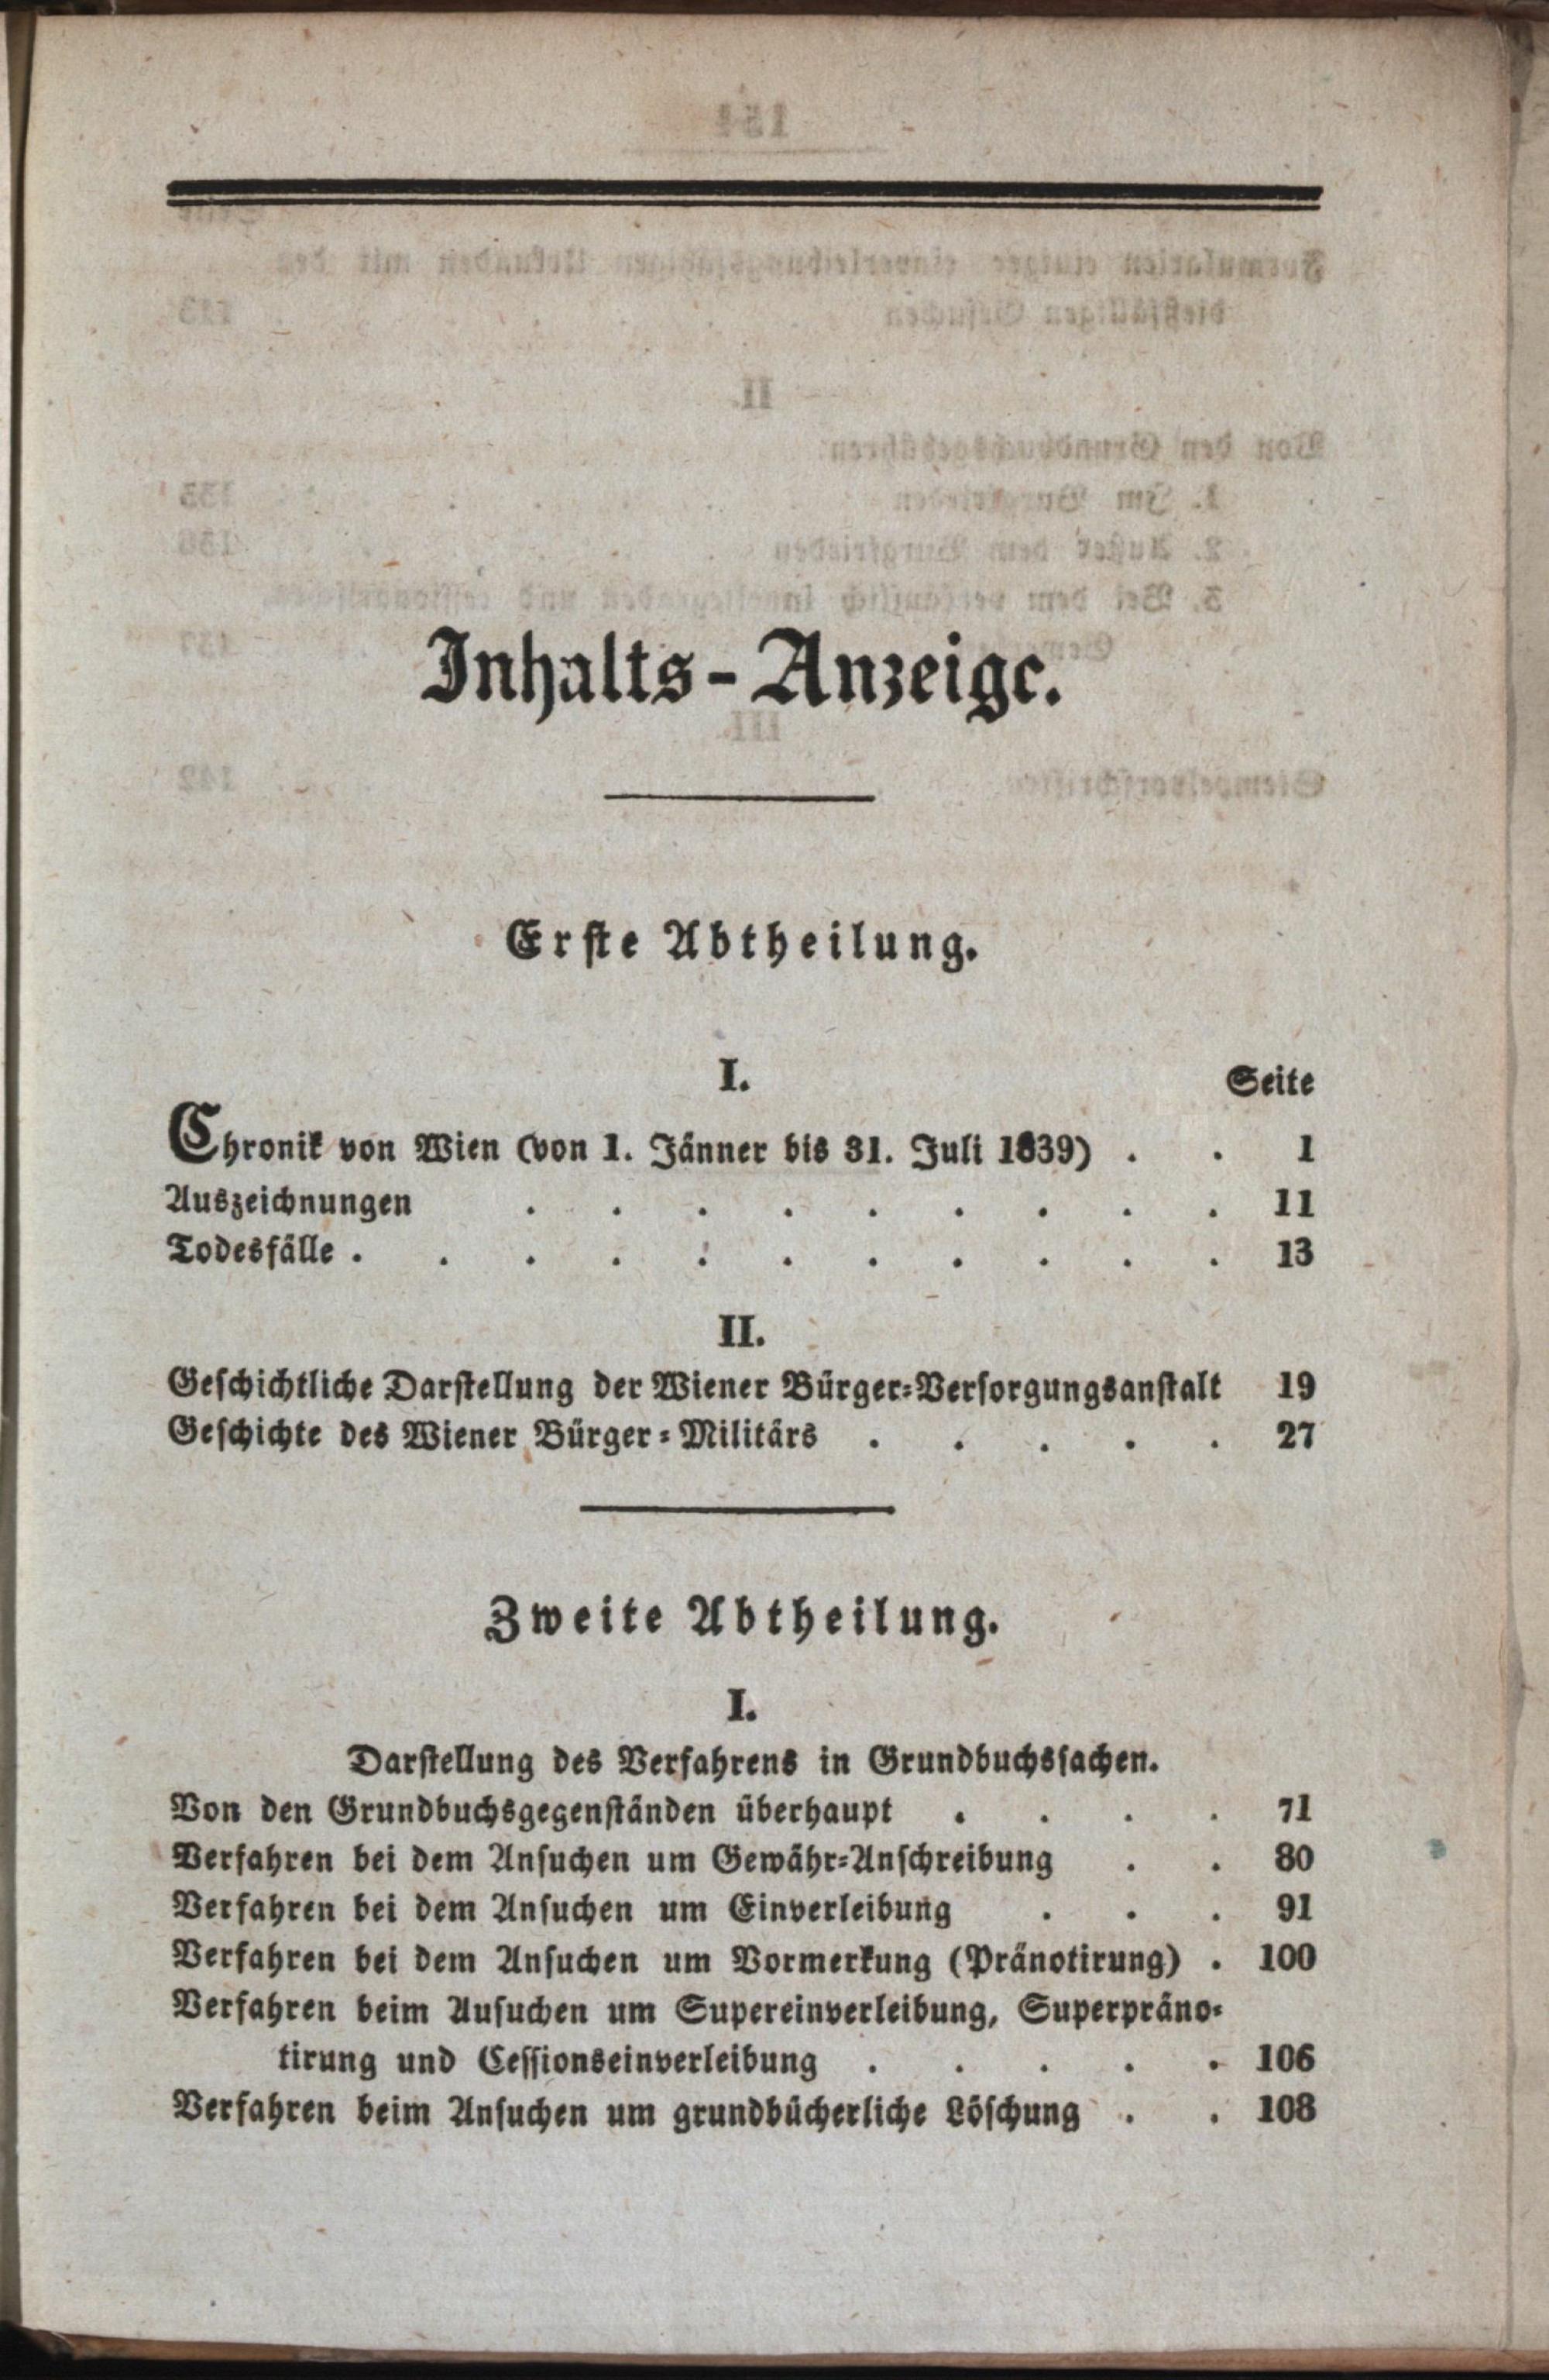 Inhalts-Anzeige.
Erste Abtheilung.
I.
Seite
Chronik von Wien (von 1. Jänner bis 31. Juli 1839) . . 1
Auszeichnungen . . . . . . . . . 11
Todesfälle . . . . . . . . . . . 13
II.
Geschichtliche Darstellung der Wiener Bürger-Versorgungsanstalt 19
Geschichte des Wiener Bürger-Militärs . . . . . 27
Zweite Abtheilung.
I.
Darstellung des Verfahrens in Grundbuchssachen.
Von den Grundbuchsgegenständen überhaupt . . . . 71
Verfahren bei dem Ansuchen um Gewähr-Anschreibung . . 80
Verfahren bei dem Ansuchen um Einverleibung . . . 91
Verfahren bei dem Ansuchen um Vormerkung (Pränotirung) . 100
Verfahren beim Ausuchen um Supereinverleibung, Superpräno-
tirung und Cessionseinverleibung . . . . . 106
Verfahren beim Ansuchen um grundbücherliche Löschung . . 108